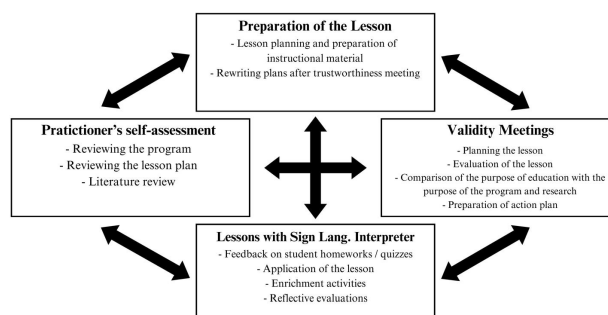 Preparation of the Lesson
- Lesson planning and preparation of
instructional material
- Rewriting plans after trustworthiness meeting
Pratictioner's self-assessment
- Reviewing the program
- Reviewing the lesson plan
- Literature review
Validity Meetings
- Planning the lesson
- Evaluation of the lesson
- Comparison of the purpose of education with the
purpose of the program and research
- Preparation of action plan
Lessons with Sign Lang. Interpreter
- Feedback on student homeworks / quizzes
- Application of the lesson
- Enrichment activities
- Reflective evaluations